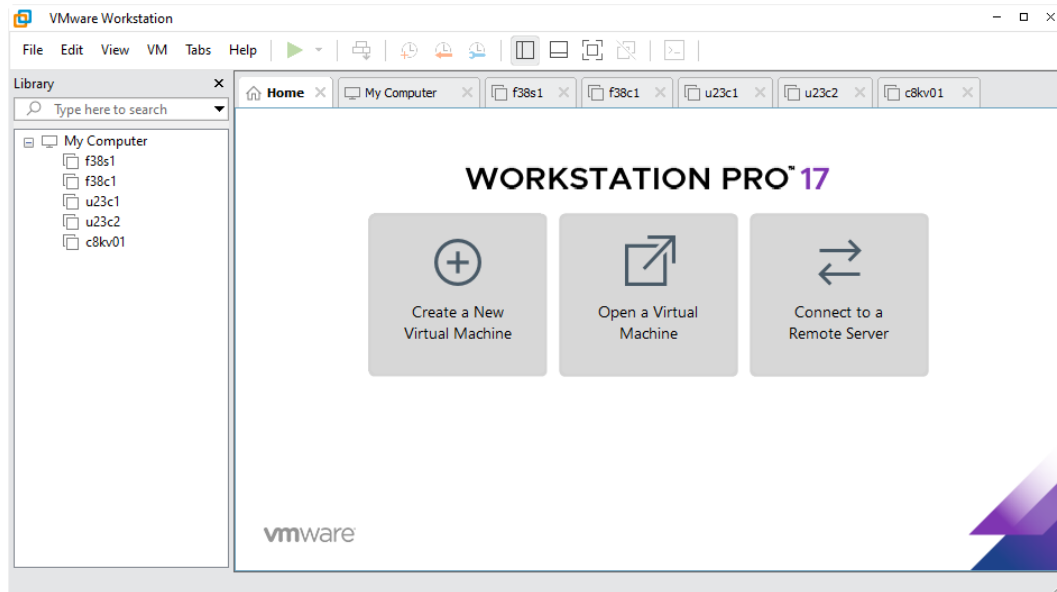 VMware Workstation
File Edit View VM Tabs Help
Library
Type here to search
My Computer
f38s1
f38c1
u23c1
u23c2
c8kv01
Home My Computer f38s1 f38c1 u23c1 u23c2 c8kv01
WORKSTATION PRO™ 17
Create a New
Virtual Machine
Open a Virtual
Machine
Connect to a
Remote Server
vmware